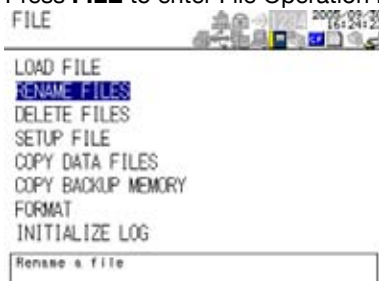 Press FILE to enter File Operation
FILE
LOAD FILE
RENAME FILES
DELETE FILES
SETUP FILE
COPY DATA FILES
COPY BACKUP MEMORY
FORMAT
INITIALIZE LOG
Rename a file